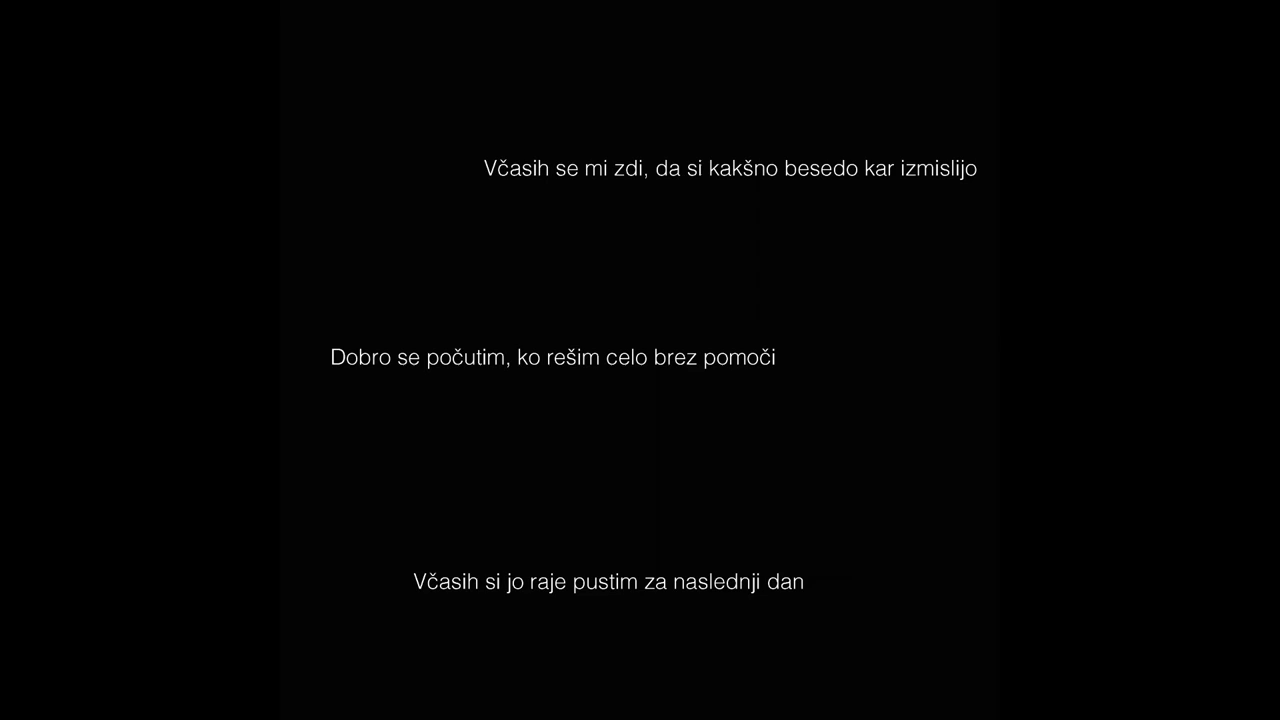 Včasih se mi zdi, da si kakšno besedo kar izmislijo
Dobro se počutim, ko rešim celo brez pomoči
Včasih si jo raje pustim za naslednji dan